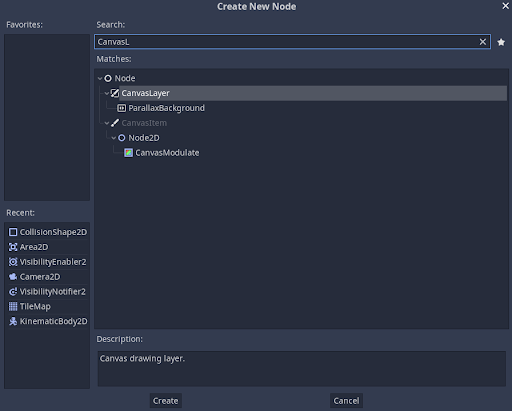 Create New Node
Favorites:
Search:
CanvasL
Matches:
Node
CanvasLayer
ParallaxBackground
CanvasItem
Node2D
CanvasModulate
Recent:
CollisionShape2D
Area2D
VisibilityEnabler2
Camera2D
VisibilityNotifier2
TileMap
KinematicBody2D
Description:
Canvas drawing layer.
Create
Cancel